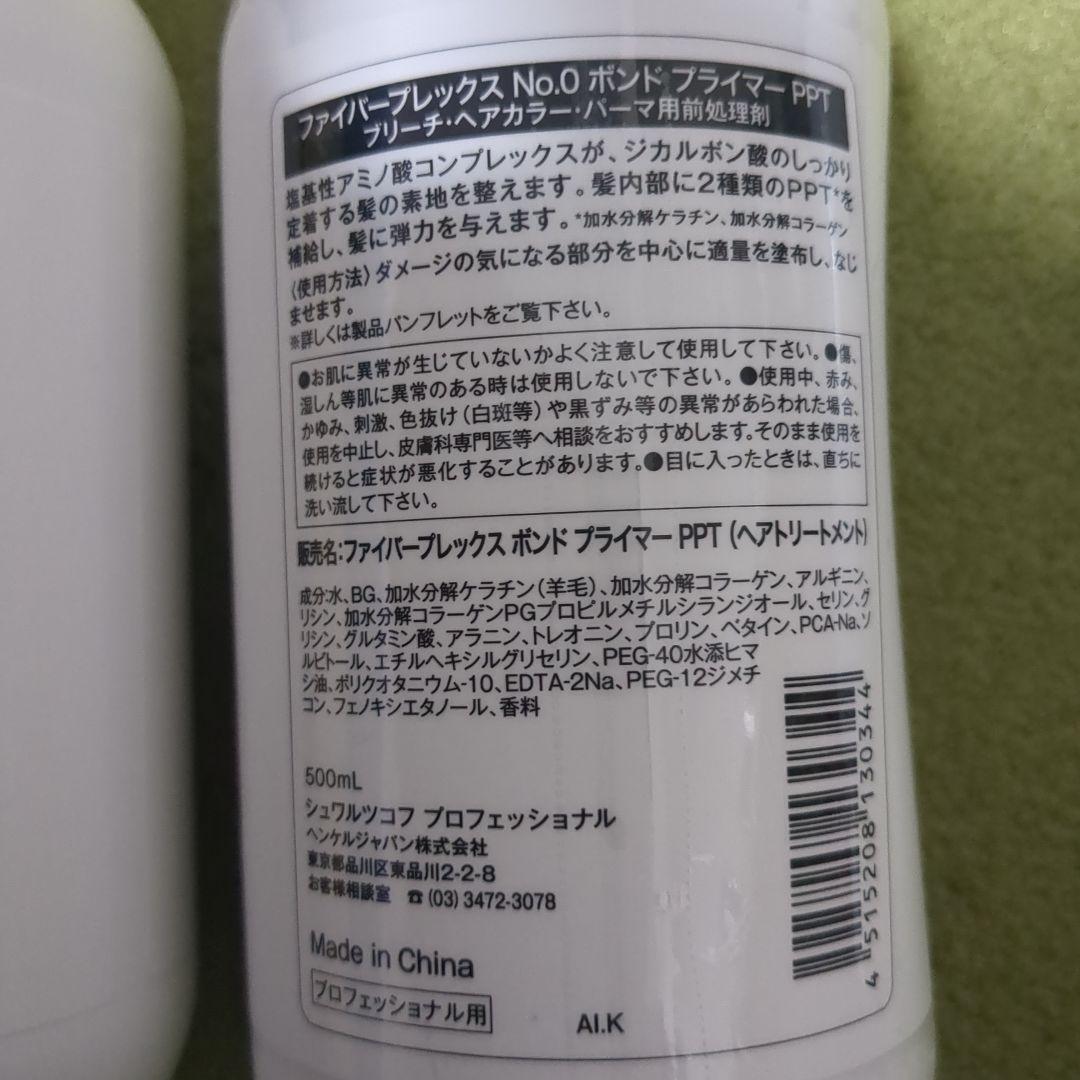 ファイバープレックス No.0 ボンド プライマー PPT
ブリーチ・ヘアカラー・パーマ用前処理剤
塩基性アミノ酸コンプレックスが、ジカルボン酸のしっかり
定着する髪の素地を整えます。髪内部に2種類のPPT*を
補給し、髪に弾力を与えます。*加水分解ケラチン、加水分解コラーゲン
〈使用方法〉ダメージの気になる部分を中心に適量を塗布し、なじ
ませます。
※詳しくは製品パンフレットをご覧下さい。
●お肌に異常が生じていないかよく注意して使用して下さい。●傷、
湿しん等肌に異常のある時は使用しないで下さい。●使用中、赤み、
かゆみ、刺激、色抜け(白斑等)や黒ずみ等の異常があらわれた場合、
使用を中止し、皮膚科専門医等へ相談をおすすめします。そのまま使用を
続けると症状が悪化することがあります。●目に入ったときは、直ちに
洗い流して下さい。
販売名:ファイバープレックス ボンド プライマー PPT (ヘアトリートメント)
成分:水、BG、加水分解ケラチン(羊毛)、加水分解コラーゲン、アルギニン、グ
リシン、加水分解コラーゲンPGプロピルメチルシランジオール、セリン、グ
リシン、グルタミン酸、アラニン、トレオニン、プロリン、ベタイン、PCA-Na、ソ
ルビトール、エチルヘキシルグリセリン、PEG-40水添ヒマ
シ油、ポリクオタニウム-10、EDTA-2Na、PEG-12ジメチ
コン、フェノキシエタノール、香料
500mL
シュワルツコフ プロフェッショナル
ヘンケルジャパン株式会社
東京都品川区東品川2-2-8
お客様相談室 ☎(03)3472-3078
Made in China
プロフェッショナル用
AI.K
4 515208 130344